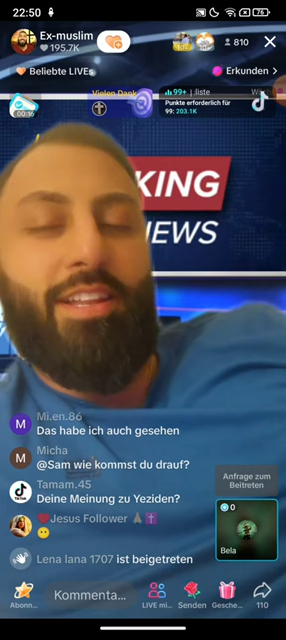 22:50
76
Ex-muslim
195.7K
810
Beliebte LIVEs
Erkunden >
Vielen Dank
99+ | liste
Punkte erforderlich für
99: 203.1K
00:16
KING
NEWS
Mi.en.86
Das habe ich auch gesehen
Micha
@Sam wie kommst du drauf?
Tamam.45
Deine Meinung zu Yeziden?
Jesus Follower
Anfrage zum
Beitreten
0
Bela
Lena lana 1707 ist beigetreten
Abonn...
Kommenta...
LIVE mi...
Senden
Gesche...
110